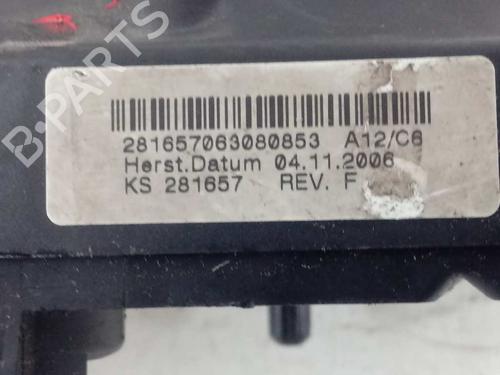 B-PARTS
281657063080853 A12/C6
Herst.Datum 04.11.2006
KS 281657 REV. F